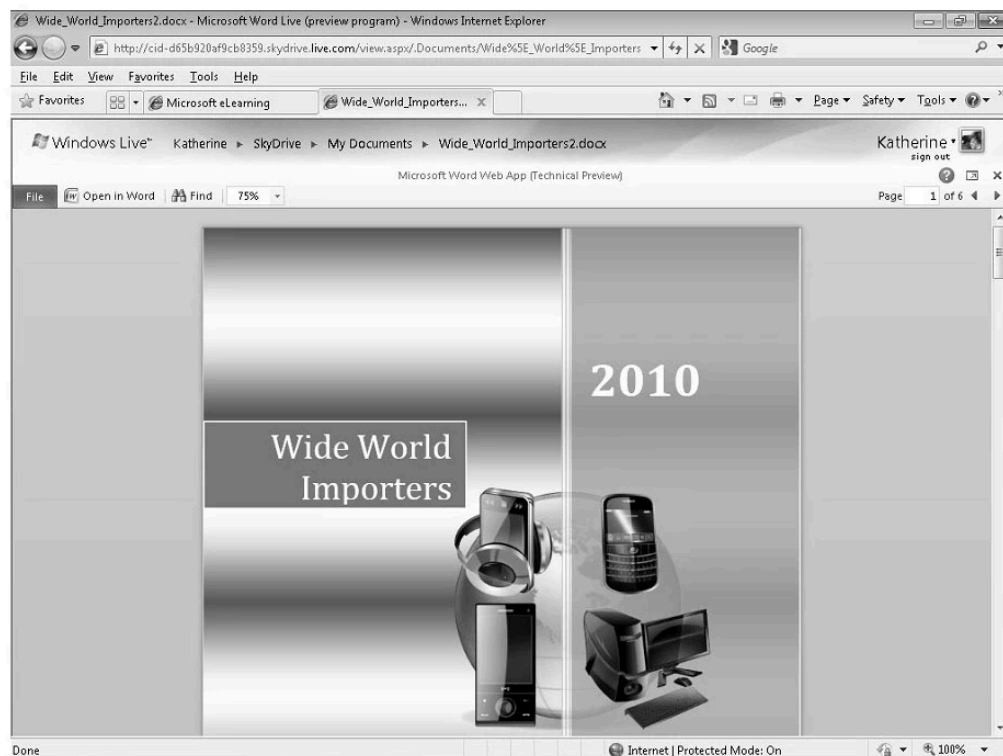 Wide_World_Importers2.docx - Microsoft Word Live (preview program) - Windows Internet Explorer
http://cid-d65b920af9cb8359.skydrive.live.com/view.aspx/.Documents/Wide%5E_World%5E_Importers
Google
File Edit View Favorites Tools Help
Favorites Microsoft eLearning Wide_World_Importers... Page Safety Tools
Windows Live™ Katherine ▸ SkyDrive ▸ My Documents ▸ Wide_World_Importers2.docx Katherine
sign out
Microsoft Word Web App (Technical Preview)
File Open in Word Find 75% Page 1 of 6
2010
Wide World
Importers
Done Internet | Protected Mode: On 100%